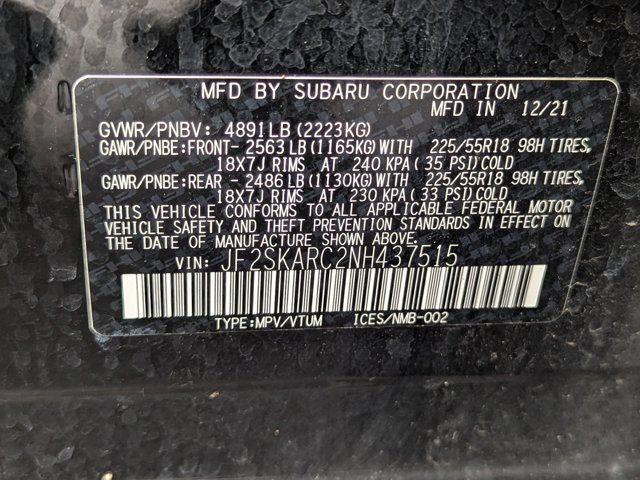 MFD BY SUBARU CORPORATION
MFD IN 12/21
GVWR/PNBV: 4891LB(2223KG)
GAWR/PNBE:FRONT- 2563LB(1165KG)WITH 225/55R18 98H TIRES,
18X7J RIMS AT 240 KPA(35 PSI)COLD
GAWR/PNBE:REAR - 2486LB(1130KG)WITH 225/55R18 98H TIRES,
18X7J RIMS AT 230 KPA(33 PSI)COLD
THIS VEHICLE CONFORMS TO ALL APPLICABLE FEDERAL MOTOR
VEHICLE SAFETY AND THEFT PREVENTION STANDARDS IN EFFECT ON
THE DATE OF MANUFACTURE SHOWN ABOVE.
VIN: JF2SKARC2NH437515
TYPE:MPV/VTUM ICES/NMB-002